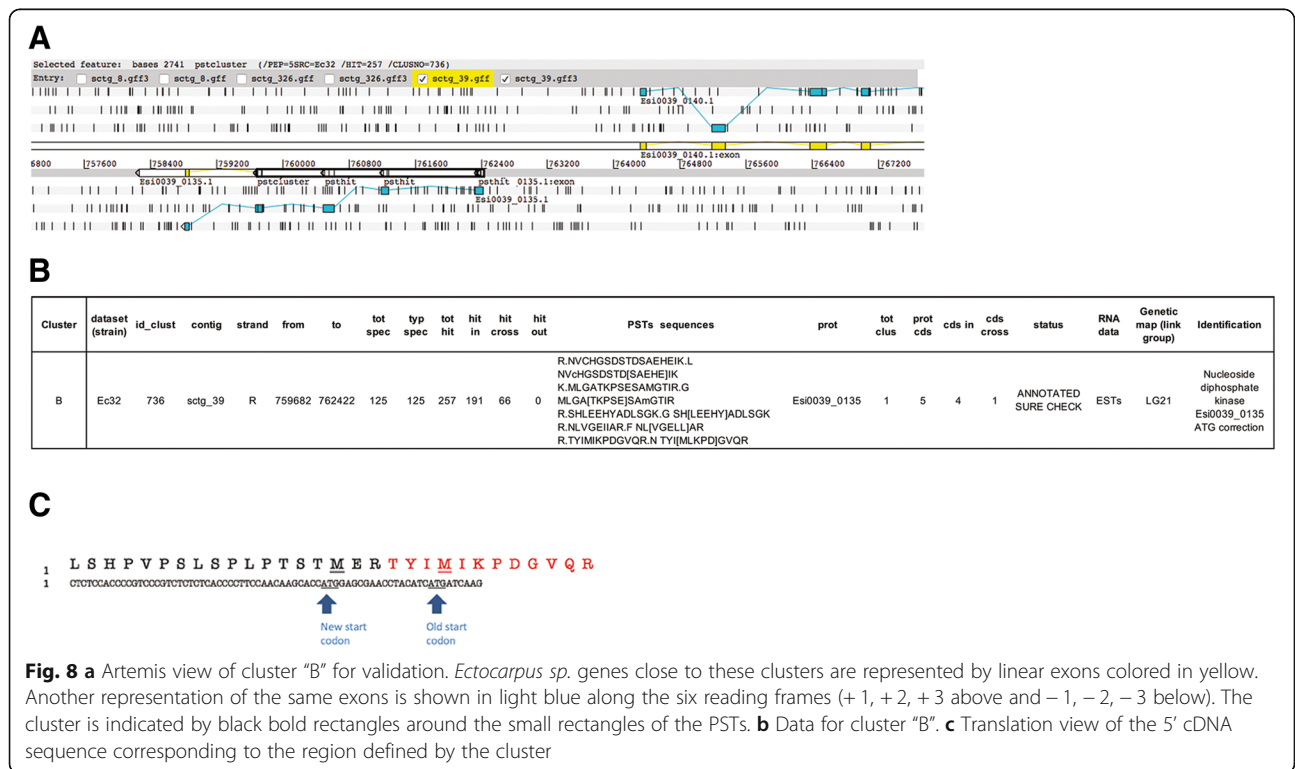 A
Selected feature: bases 2741 pstcluster (/PEP=5SRC=Ec32 /HIT=257 /CLUSNO=736)
Entry: sctg_8.gff3 sctg_8.gff sctg_326.gff sctg_326.gff3 sctg_39.gff sctg_39.gff3
Esi0039_0140.1
Esi0039_0140.1:exon
6800 757600 758400 759200 760000 760800 761600 762400 763200 764000 764800 765600 766400 767200
Esi0039_0135.1 pstcluster psthit psthit psthit_0135.1:exon
Esi0039_0135.1
B
Cluster dataset (strain) id_clust contig strand from to tot spec typ spec tot hit hit in hit cross hit out PSTs sequences prot tot clus prot cds cds in cds cross status RNA data Genetic map (link group) Identification
R.NVCHGSDSTDSAEHEIK.L
NVcHGSDSTD[SAEHE]IK
K.MLGATKPSESAMGTIR.G
MLGA[TKPSE]SAmGTIR
B Ec32 736 sctg_39 R 759682 762422 125 125 257 191 66 0 R.SHLEEHYADLSGK.G SH[LEEHY]ADLSGK Esi0039_0135 1 5 4 1 ANNOTATED SURE CHECK ESTs LG21 Nucleoside diphosphate kinase Esi0039_0135 ATG correction
R.NLVGEIIAR.F NL[VGELL]AR
R.TYIMIKPDGVQR.N TYI[MLKPD]GVQR
C
1 L S H P V P S L S P L P T S T M E R T Y I M I K P D G V Q R
1 CTCTCCACCCCGTCCCGTCTCTCTCACCCCTTCCAACAAGCACCATGGAGCGAACCTACATCATGATCAAG
New start codon
Old start codon
Fig. 8 a Artemis view of cluster “B” for validation. Ectocarpus sp. genes close to these clusters are represented by linear exons colored in yellow.
Another representation of the same exons is shown in light blue along the six reading frames (+ 1, + 2, + 3 above and − 1, − 2, − 3 below). The
cluster is indicated by black bold rectangles around the small rectangles of the PSTs. b Data for cluster “B”. c Translation view of the 5’ cDNA
sequence corresponding to the region defined by the cluster